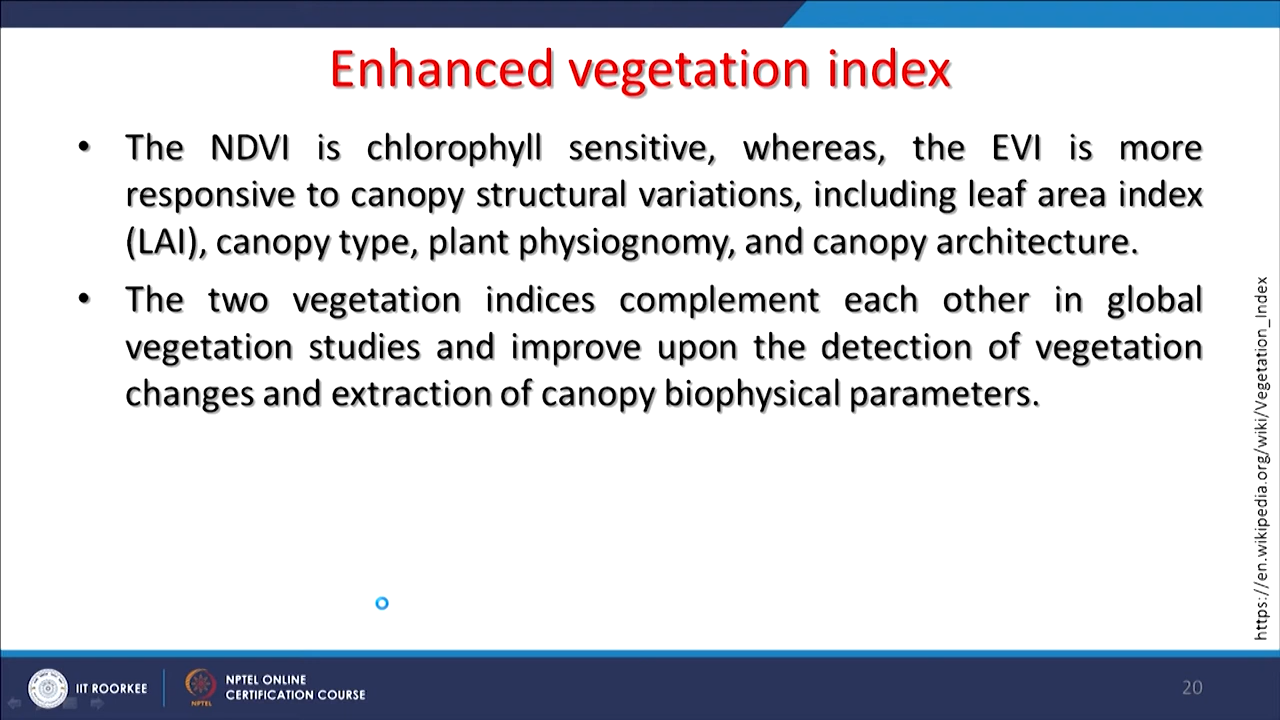 Enhanced vegetation index
• The NDVI is chlorophyll sensitive, whereas, the EVI is more
responsive to canopy structural variations, including leaf area index
(LAI), canopy type, plant physiognomy, and canopy architecture.
• The two vegetation indices complement each other in global
vegetation studies and improve upon the detection of vegetation
changes and extraction of canopy biophysical parameters.
https://en.wikipedia.org/wiki/Vegetation_Index
IIT ROORKEE
NPTEL
NPTEL ONLINE
CERTIFICATION COURSE
20